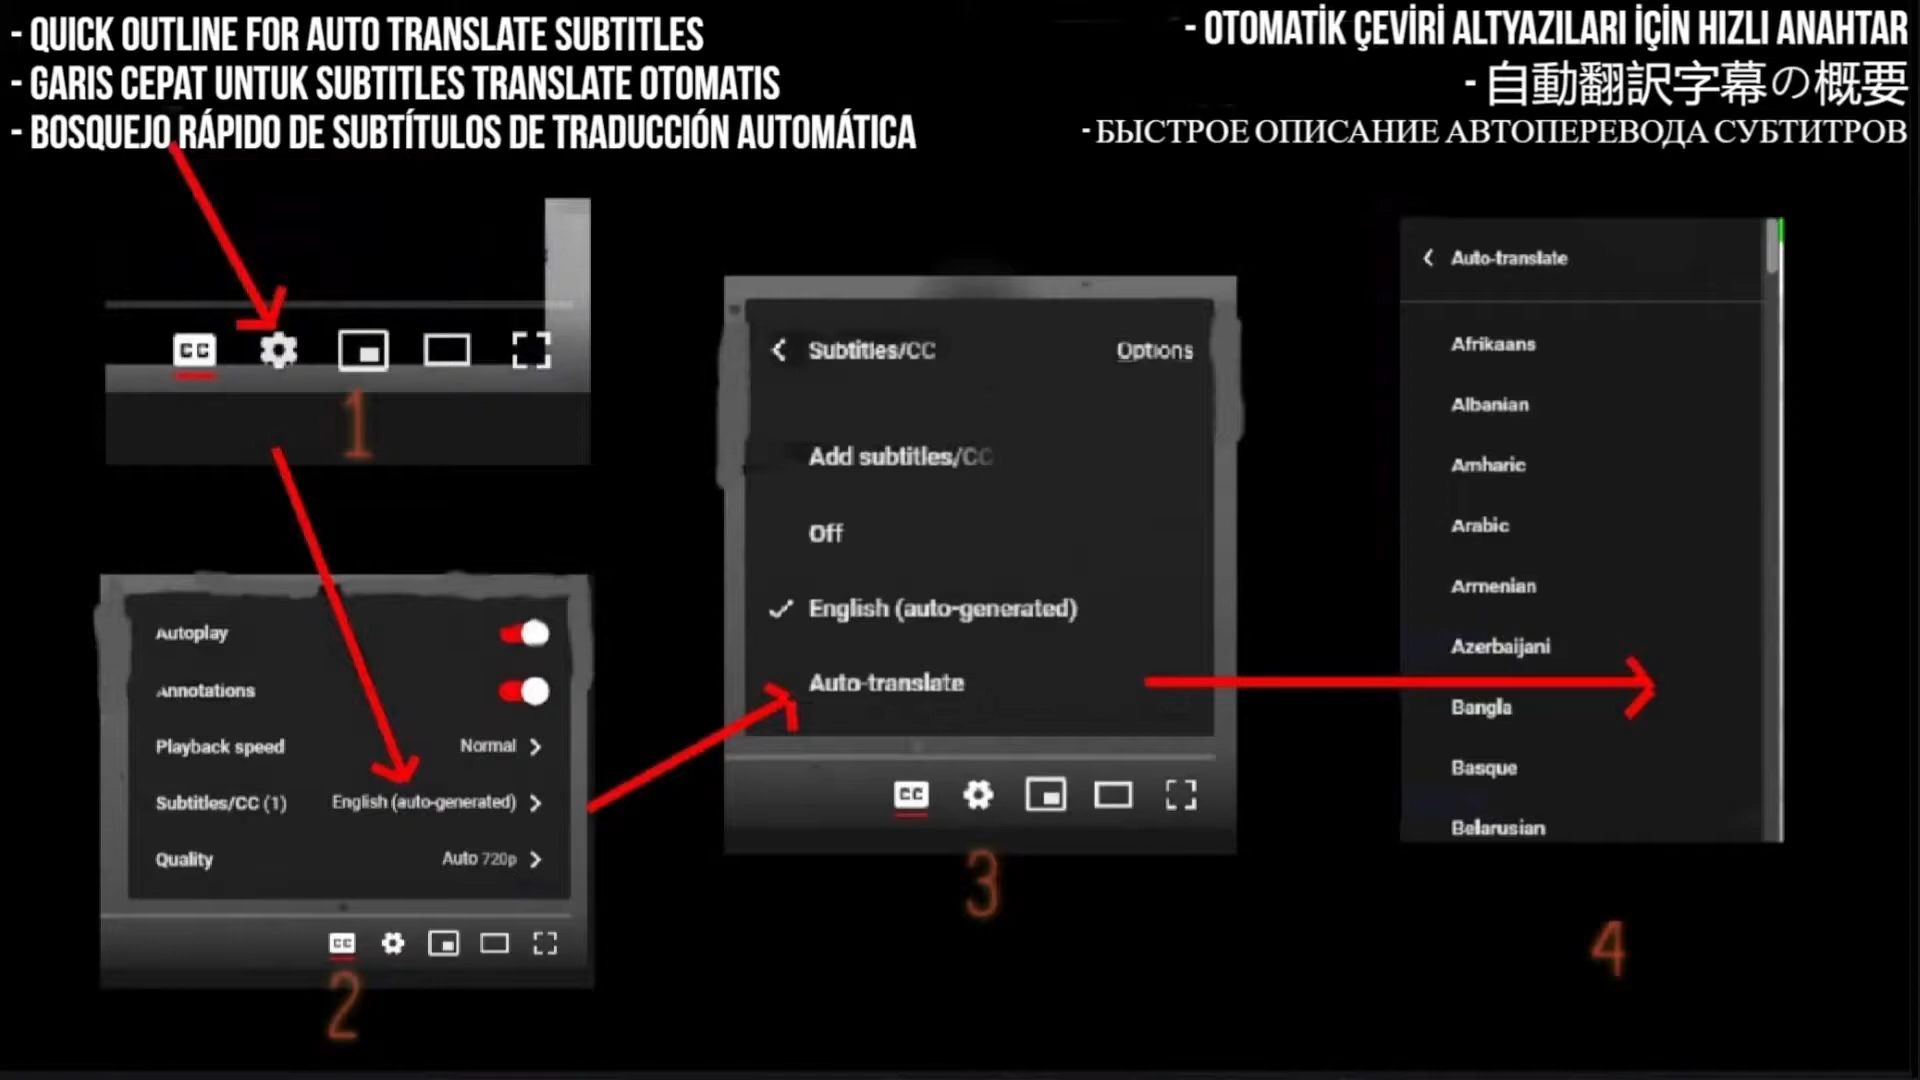 - QUICK OUTLINE FOR AUTO TRANSLATE SUBTITLES
- GARIS CEPAT UNTUK SUBTITLES TRANSLATE OTOMATIS
- BOSQUEJO RÁPIDO DE SUBTÍTULOS DE TRADUCCIÓN AUTOMÁTICA
- OTOMATİK ÇEVİRİ ALTYAZILARI İÇİN HIZLI ANAHTAR
- 自動翻訳字幕の概要
- БЫСТРОЕ ОПИСАНИЕ АВТОПЕРЕВОДА СУБТИТРОВ
CC
1
Autoplay
Annotations
Playback speed Normal
Subtitles/CC (1) English (auto-generated)
Quality Auto 720p
CC
2
Subtitles/CC Options
Add subtitles/CC
Off
English (auto-generated)
Auto-translate
CC
3
Auto-translate
Afrikaans
Albanian
Amharic
Arabic
Armenian
Azerbaijani
Bangla
Basque
Belarusian
4